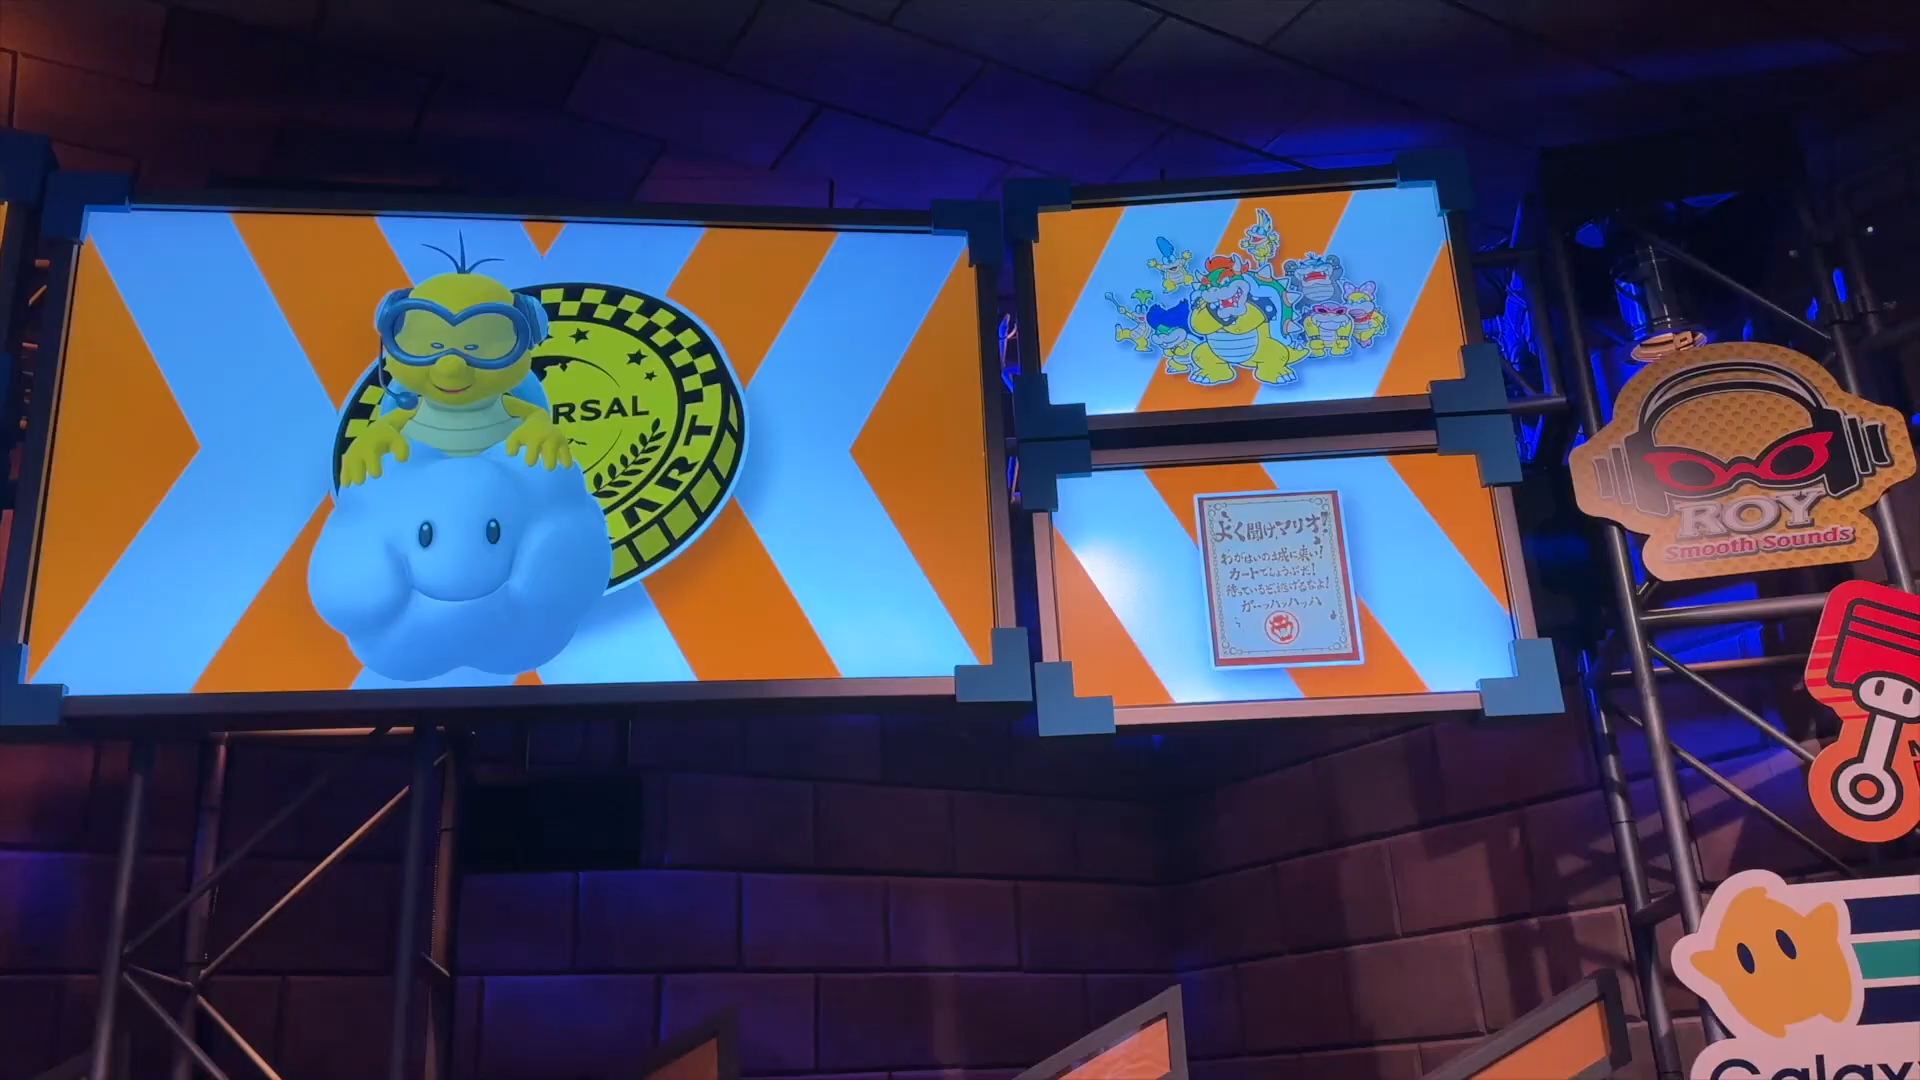 RSAL
ART
よく聞け、マリオ!
わがはいの城に来い!
カートでしょうぶだ!
待っているぞ、逃げるなよ!
ガーッハッハッハ
ROY
Smooth Sounds
Galax